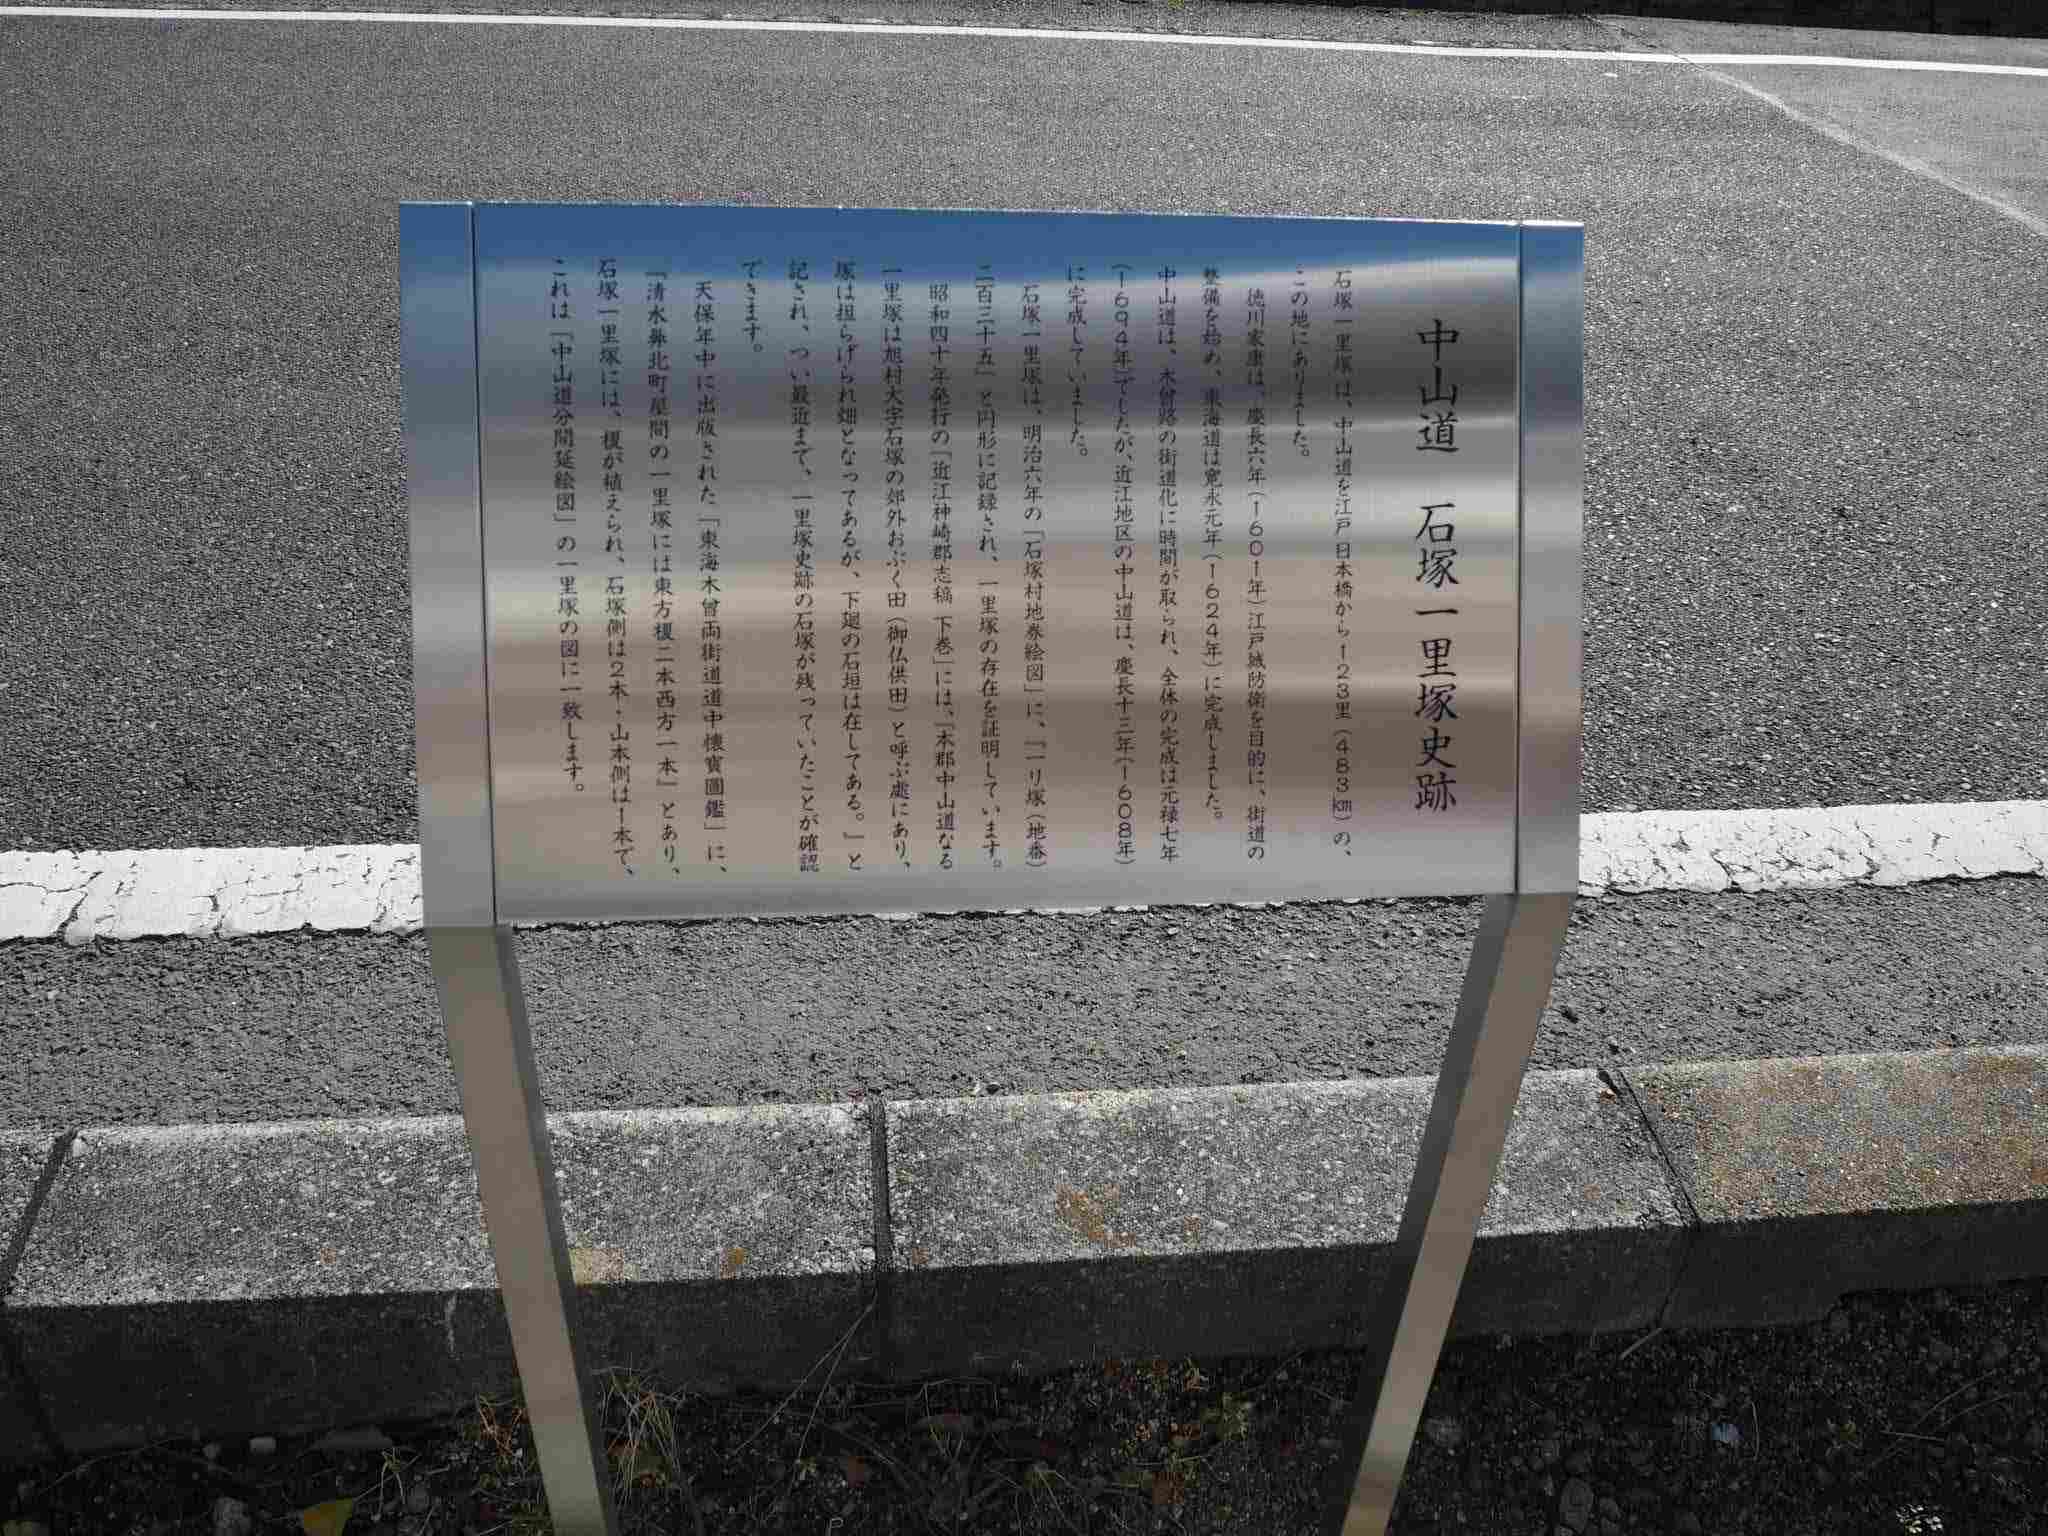 中山道　石塚一里塚史跡
石塚一里塚は、中山道を江戸日本橋から123里（483㎞）の、
この地にありました。
徳川家康は、慶長六年（1601年）江戸城防衛を目的に、街道の
整備を始め、東海道は寛永元年（1624年）に完成しました。
中山道は、木曽路の街道化に時間が取られ、全体の完成は元禄七年
（1694年）でしたが、近江地区の中山道は、慶長十三年（1608年）
に完成していました。
石塚一里塚は、明治六年の「石塚村地券絵図」に、『一リ塚（地番）
二百三十五』と円形に記録され、一里塚の存在を証明しています。
昭和四十年発行の「近江神崎郡志稿 下巻」には、『本郡中山道なる
一里塚は旭村大字石塚の郊外おぶく田（御仏供田）と呼ぶ處にあり、
塚は担らげられ畑となってあるが、下廻の石垣は在してある。』と
記され、つい最近まで、一里塚史跡の石塚が残っていたことが確認
できます。
天保年中に出版された「東海木曾両街道道中懐寳圖鑑」に、
『清水鼻北町屋間の一里塚には東方榎二本西方一本』とあり、
石塚一里塚には、榎が植えられ、石塚側は2本・山本側は1本で、
これは「中山道分間延絵図」の一里塚の図に一致します。